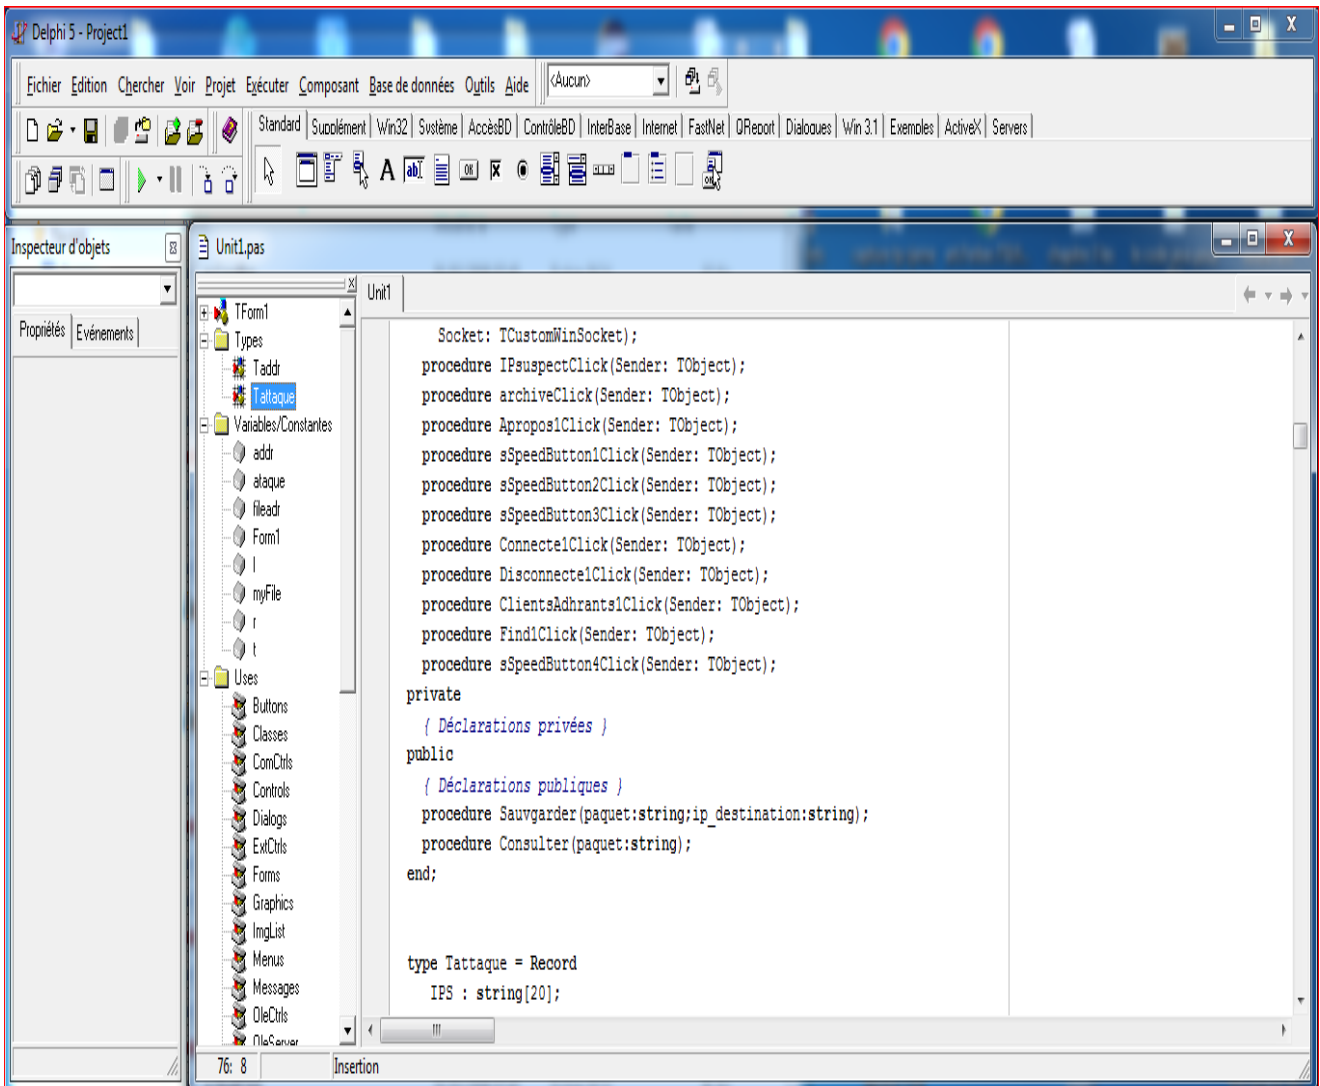 Delphi 5 - Project1
Fichier Edition Chercher Voir Projet Exécuter Composant Base de données Outils Aide <Aucun>
Standard Supplément Win32 Système AccèsBD ContrôleBD InterBase Internet FastNet QReport Dialogues Win 3.1 Exemples ActiveX Servers
Inspecteur d'objets
Propriétés Evénements
Unit1.pas
Unit1
TForm1
Types
Taddr
Tattaque
Variables/Constantes
addr
ataque
fileadr
Form1
l
myFile
r
t
Uses
Buttons
Classes
ComCtrls
Controls
Dialogs
ExtCtrls
Forms
Graphics
ImgList
Menus
Messages
OleCtrls
OleServer
Socket: TCustomWinSocket);
procedure IPsuspectClick(Sender: TObject);
procedure archiveClick(Sender: TObject);
procedure Apropos1Click(Sender: TObject);
procedure sSpeedButton1Click(Sender: TObject);
procedure sSpeedButton2Click(Sender: TObject);
procedure sSpeedButton3Click(Sender: TObject);
procedure Connecte1Click(Sender: TObject);
procedure Disconnecte1Click(Sender: TObject);
procedure ClientsAdhrants1Click(Sender: TObject);
procedure Find1Click(Sender: TObject);
procedure sSpeedButton4Click(Sender: TObject);
private
{ Déclarations privées }
public
{ Déclarations publiques }
procedure Sauvgarder(paquet:string;ip_destination:string);
procedure Consulter(paquet:string);
end;
type Tattaque = Record
IPS : string[20];
76: 8 Insertion